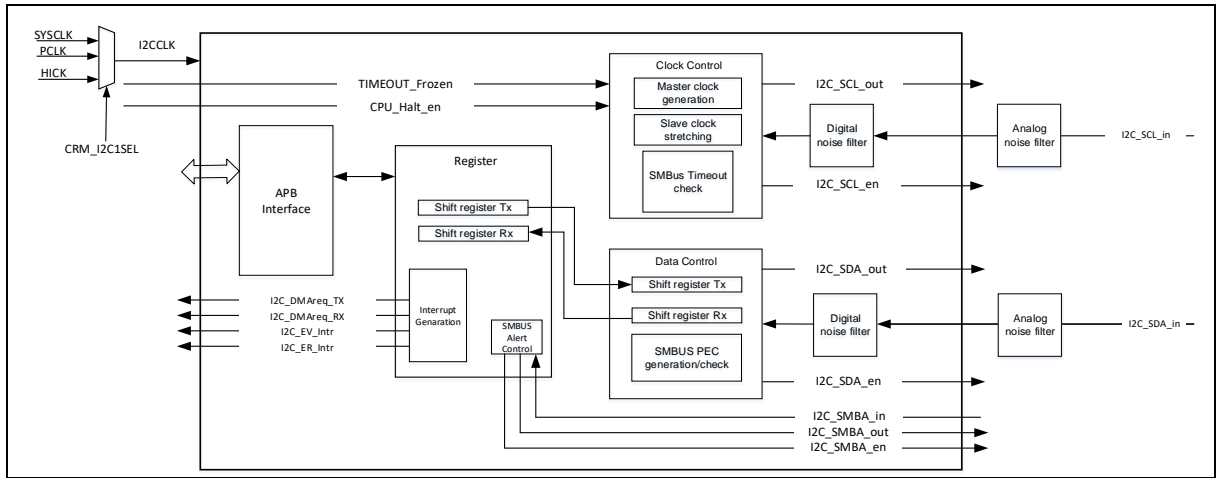 SYSCLK
PCLK
HICK
I2CCLK
CRM_I2C1SEL
TIMEOUT_Frozen
CPU_Halt_en
APB
Interface
Register
Shift register Tx
Shift register Rx
Interrupt
Genaration
SMBUS
Alert
Control
I2C_DMAreq_TX
I2C_DMAreq_RX
I2C_EV_Intr
I2C_ER_Intr
Clock Control
Master clock
generation
Slave clock
stretching
SMBus Timeout
check
I2C_SCL_out
Digital
noise filter
Analog
noise filter
I2C_SCL_in
I2C_SCL_en
Data Control
Shift register Tx
Shift register Rx
SMBUS PEC
generation/check
I2C_SDA_out
Digital
noise filter
Analog
noise filter
I2C_SDA_in
I2C_SDA_en
I2C_SMBA_in
I2C_SMBA_out
I2C_SMBA_en